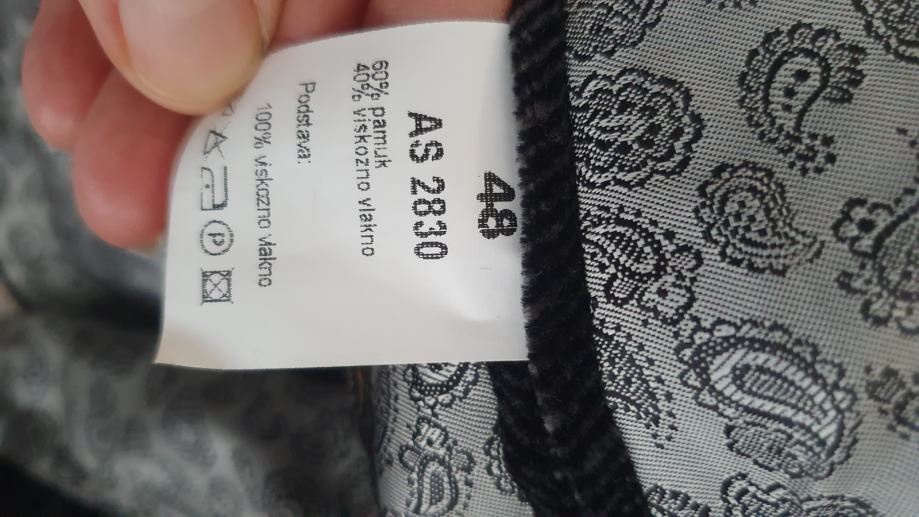 48
AS 2830
60% pamuk
40% viskozno vlakno
Podstava:
100% viskozno vlakno
P